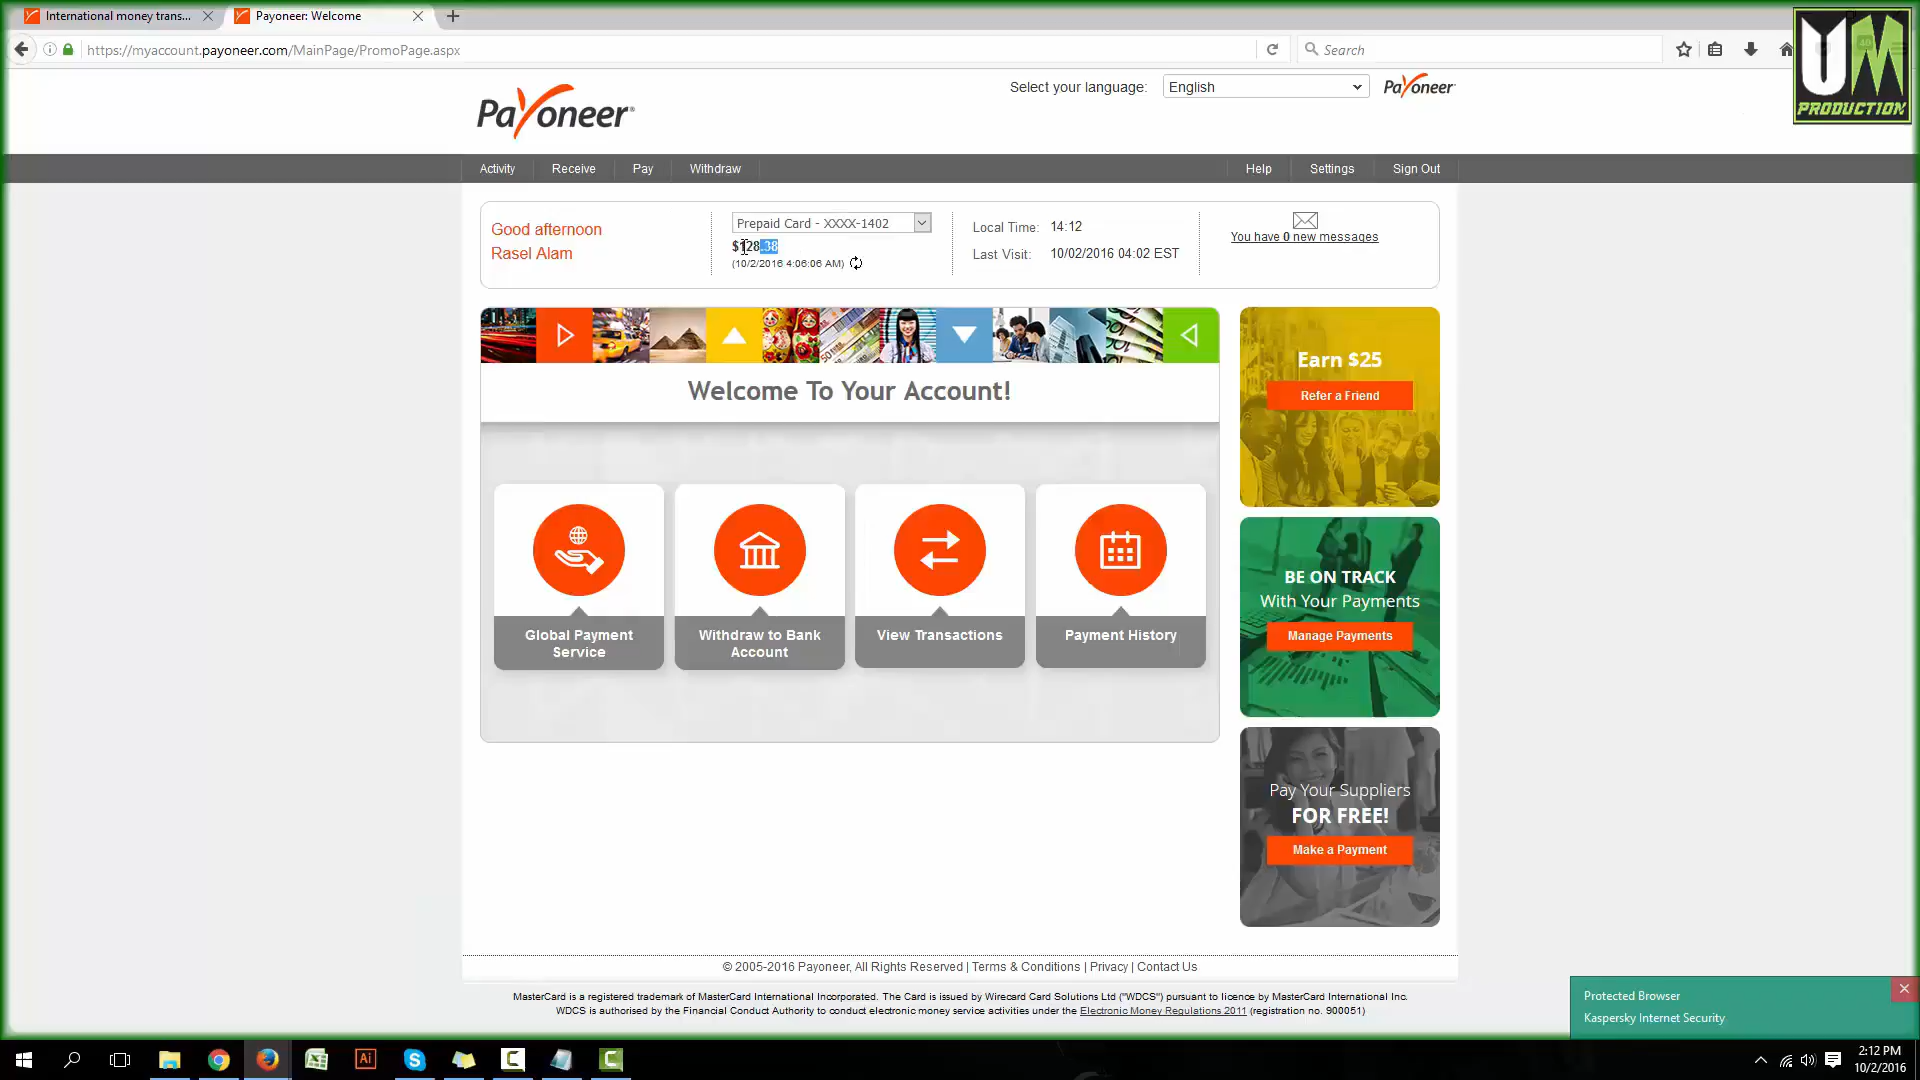 International money trans...
Payoneer: Welcome
https://myaccount.payoneer.com/MainPage/PromoPage.aspx
Search
UM
PRODUCTION
Payoneer®
Select your language:
English
Payoneer
Activity
Receive
Pay
Withdraw
Help
Settings
Sign Out
Good afternoon
Rasel Alam
Prepaid Card - XXXX-1402
$128.38
(10/2/2016 4:06:06 AM)
Local Time: 14:12
Last Visit: 10/02/2016 04:02 EST
You have 0 new messages
Welcome To Your Account!
Global Payment
Service
Withdraw to Bank
Account
View Transactions
Payment History
Earn $25
Refer a Friend
BE ON TRACK
With Your Payments
Manage Payments
Pay Your Suppliers
FOR FREE!
Make a Payment
© 2005-2016 Payoneer, All Rights Reserved | Terms & Conditions | Privacy | Contact Us
MasterCard is a registered trademark of MasterCard International Incorporated. The Card is issued by Wirecard Card Solutions Ltd ("WDCS") pursuant to licence by MasterCard International Inc.
WDCS is authorised by the Financial Conduct Authority to conduct electronic money service activities under the Electronic Money Regulations 2011 (registration no. 900051)
Protected Browser
Kaspersky Internet Security
Ai
2:12 PM
10/2/2016